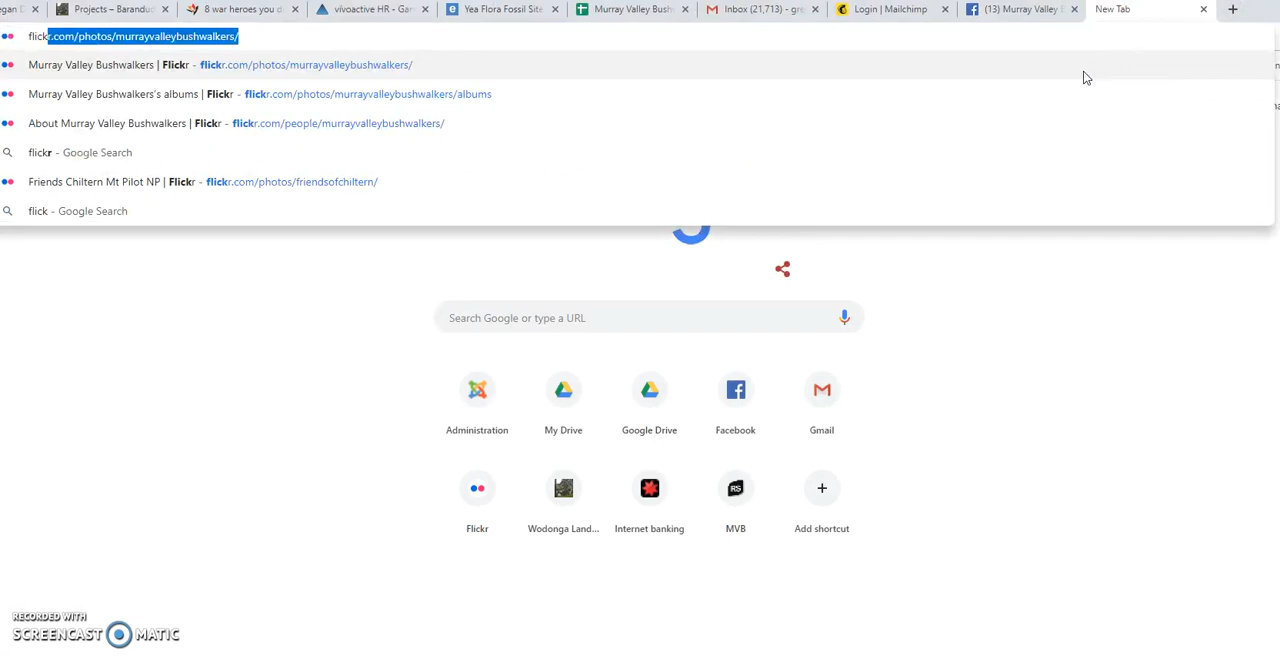 egan D
Projects – Barandud
8 war heroes you di
vívoactive HR - Gar
Yea Flora Fossil Site
Murray Valley Bush
Inbox (21,713) - gre
Login | Mailchimp
(13) Murray Valley B
New Tab
flickr.com/photos/murrayvalleybushwalkers/
Murray Valley Bushwalkers | Flickr - flickr.com/photos/murrayvalleybushwalkers/
Murray Valley Bushwalkers's albums | Flickr - flickr.com/photos/murrayvalleybushwalkers/albums
About Murray Valley Bushwalkers | Flickr - flickr.com/people/murrayvalleybushwalkers/
flickr - Google Search
Friends Chiltern Mt Pilot NP | Flickr - flickr.com/photos/friendsofchiltern/
flick - Google Search
Search Google or type a URL
Administration
My Drive
Google Drive
Facebook
Gmail
Flickr
Wodonga Land...
RS
Internet banking
MVB
Add shortcut
RECORDED WITH
SCREENCAST MATIC